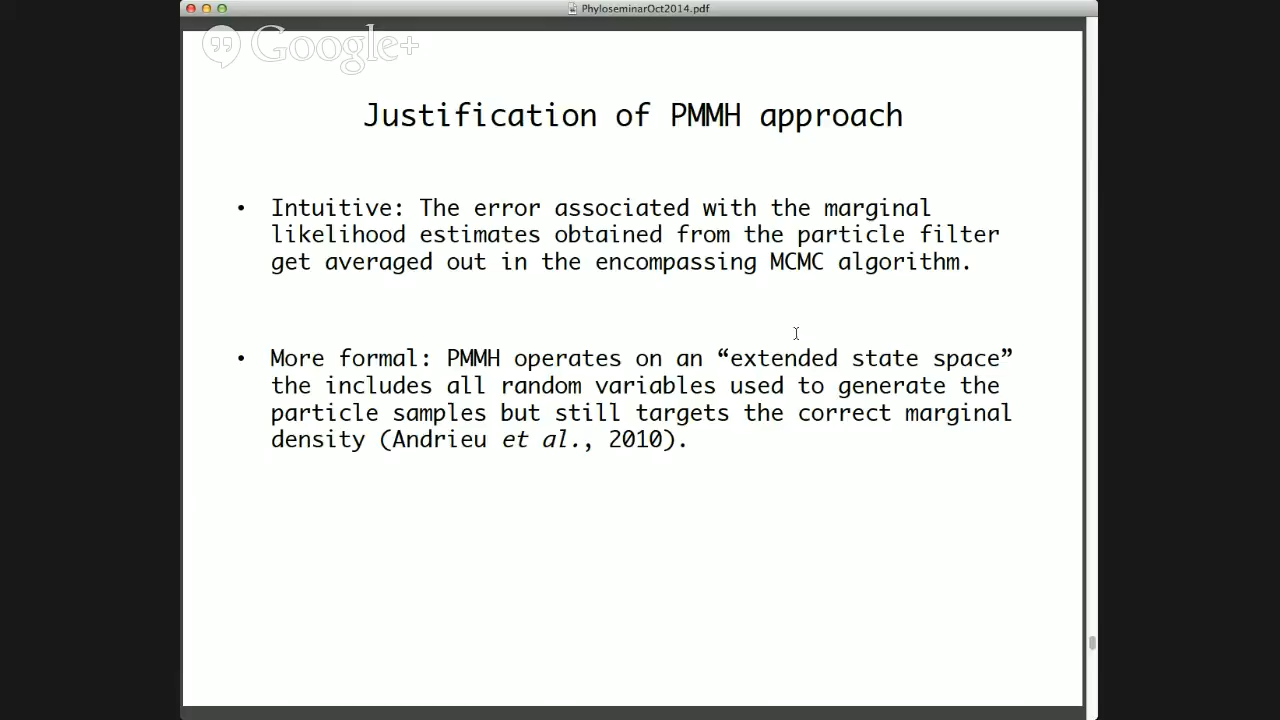 PhyloseminarOct2014.pdf
Google+
Justification of PMMH approach
• Intuitive: The error associated with the marginal
likelihood estimates obtained from the particle filter
get averaged out in the encompassing MCMC algorithm.
• More formal: PMMH operates on an “extended state space”
the includes all random variables used to generate the
particle samples but still targets the correct marginal
density (Andrieu et al., 2010).